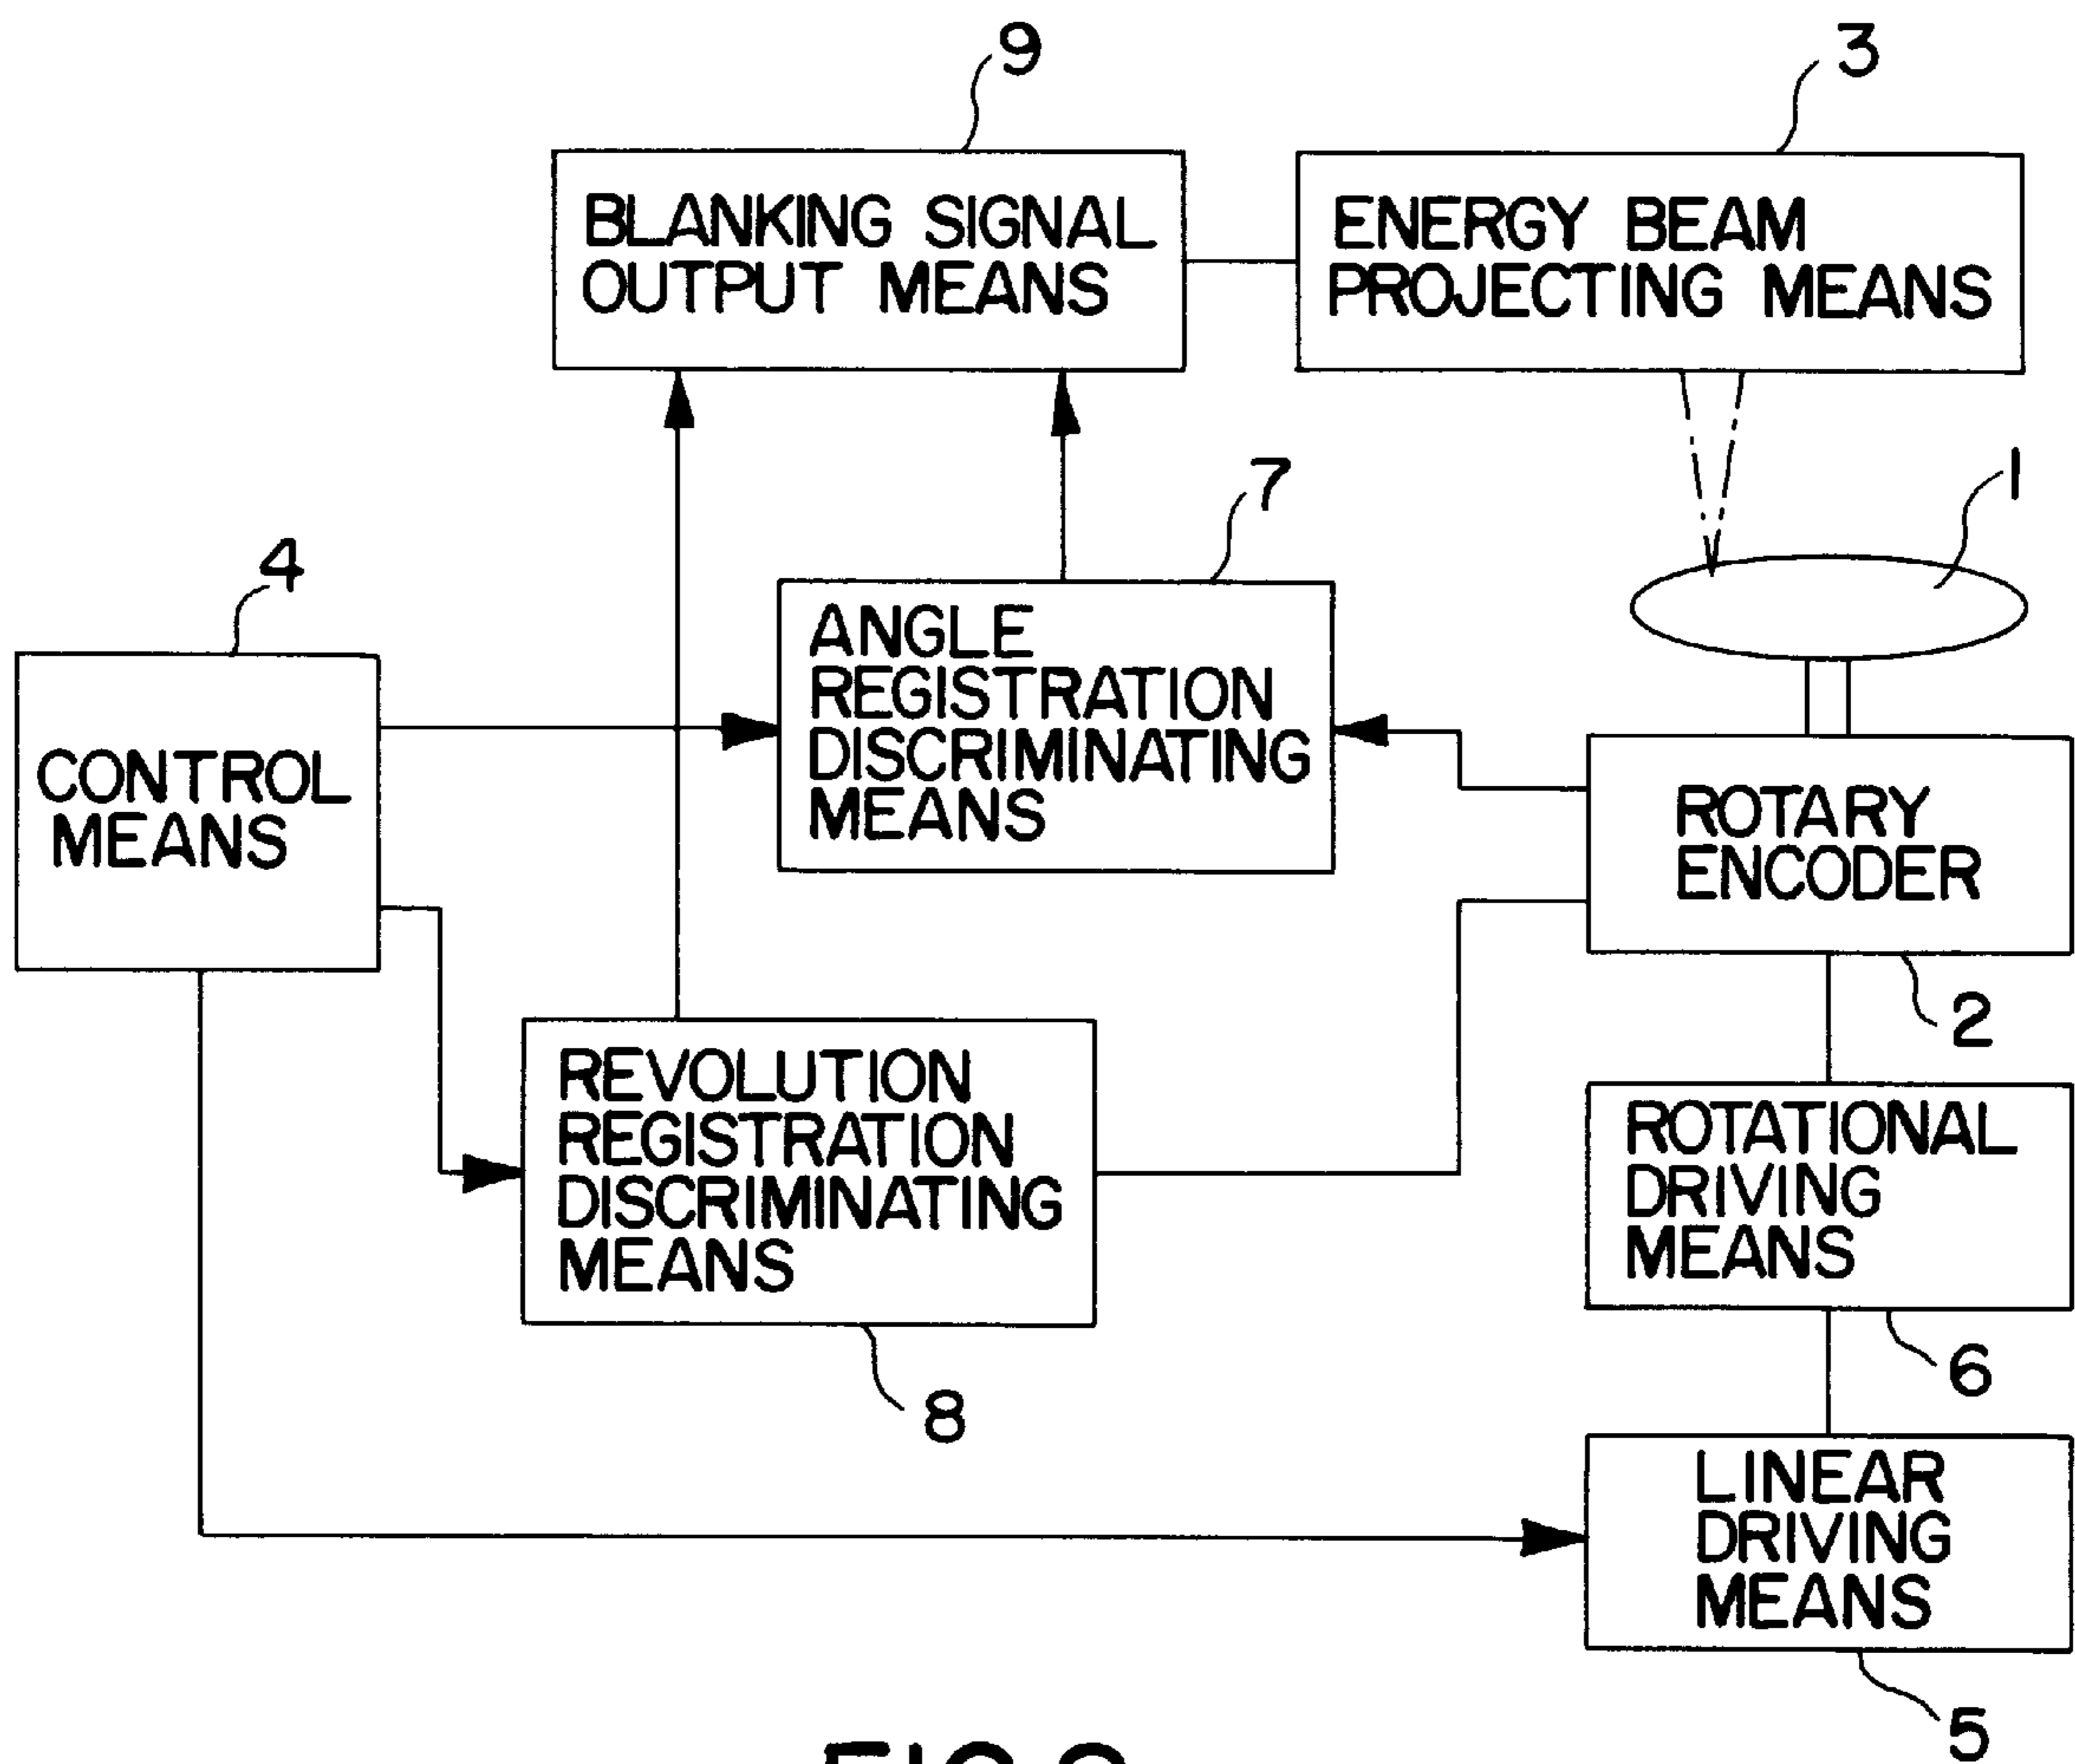 9
3
BLANKING SIGNAL
OUTPUT MEANS
ENERGY BEAM
PROJECTING MEANS
7
1
4
ANGLE
REGISTRATION
DISCRIMINATING
MEANS
CONTROL
MEANS
ROTARY
ENCODER
2
REVOLUTION
REGISTRATION
DISCRIMINATING
MEANS
ROTATIONAL
DRIVING
MEANS
6
8
LINEAR
DRIVING
MEANS
5